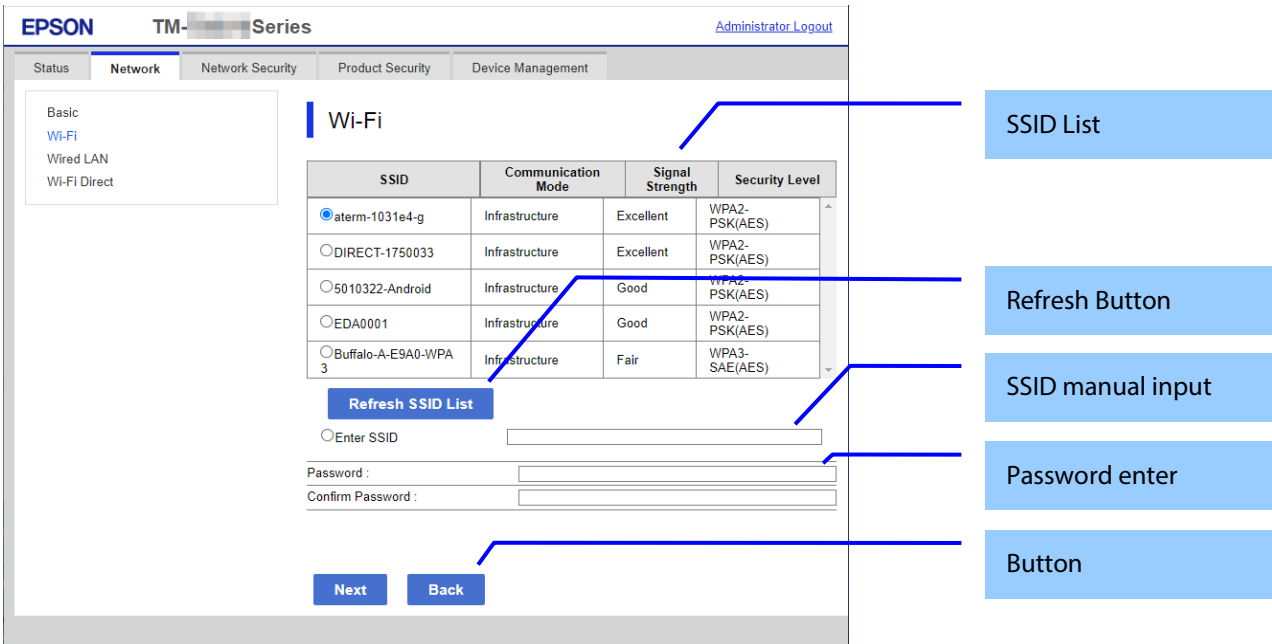 EPSON TM- Series Administrator Logout
Status Network Network Security Product Security Device Management
Basic
Wi-Fi
Wired LAN
Wi-Fi Direct
Wi-Fi
SSID Communication Mode Signal Strength Security Level
aterm-1031e4-g Infrastructure Excellent WPA2-PSK(AES)
DIRECT-1750033 Infrastructure Excellent WPA2-PSK(AES)
5010322-Android Infrastructure Good WPA2-PSK(AES)
EDA0001 Infrastructure Good WPA2-PSK(AES)
Buffalo-A-E9A0-WPA3 Infrastructure Fair WPA3-SAE(AES)
Refresh SSID List
Enter SSID
Password :
Confirm Password :
Next Back
SSID List
Refresh Button
SSID manual input
Password enter
Button